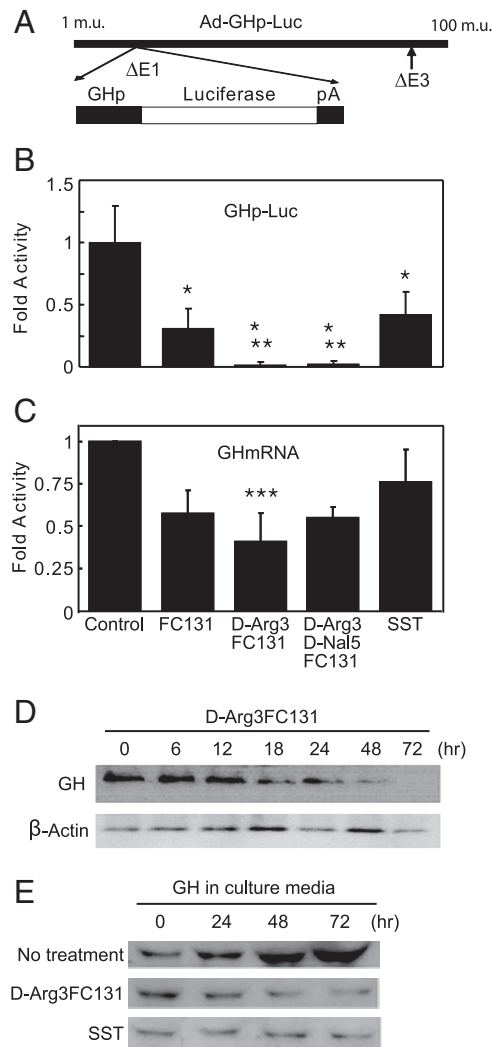 A
1 m.u. Ad-GHp-Luc 100 m.u.
ΔE1 ΔE3
GHp Luciferase pA
B
1.5
GHp-Luc
1
Fold Activity
0.5
0
* * ** * ** *
C
1
GHmRNA
0.75
Fold Activity
0.5
0.25
0
***
Control FC131 D-Arg3 D-Arg3 SST
FC131 D-Nal5
FC131
D
D-Arg3FC131
0 6 12 18 24 48 72 (hr)
GH
β-Actin
E
GH in culture media
0 24 48 72 (hr)
No treatment
D-Arg3FC131
SST